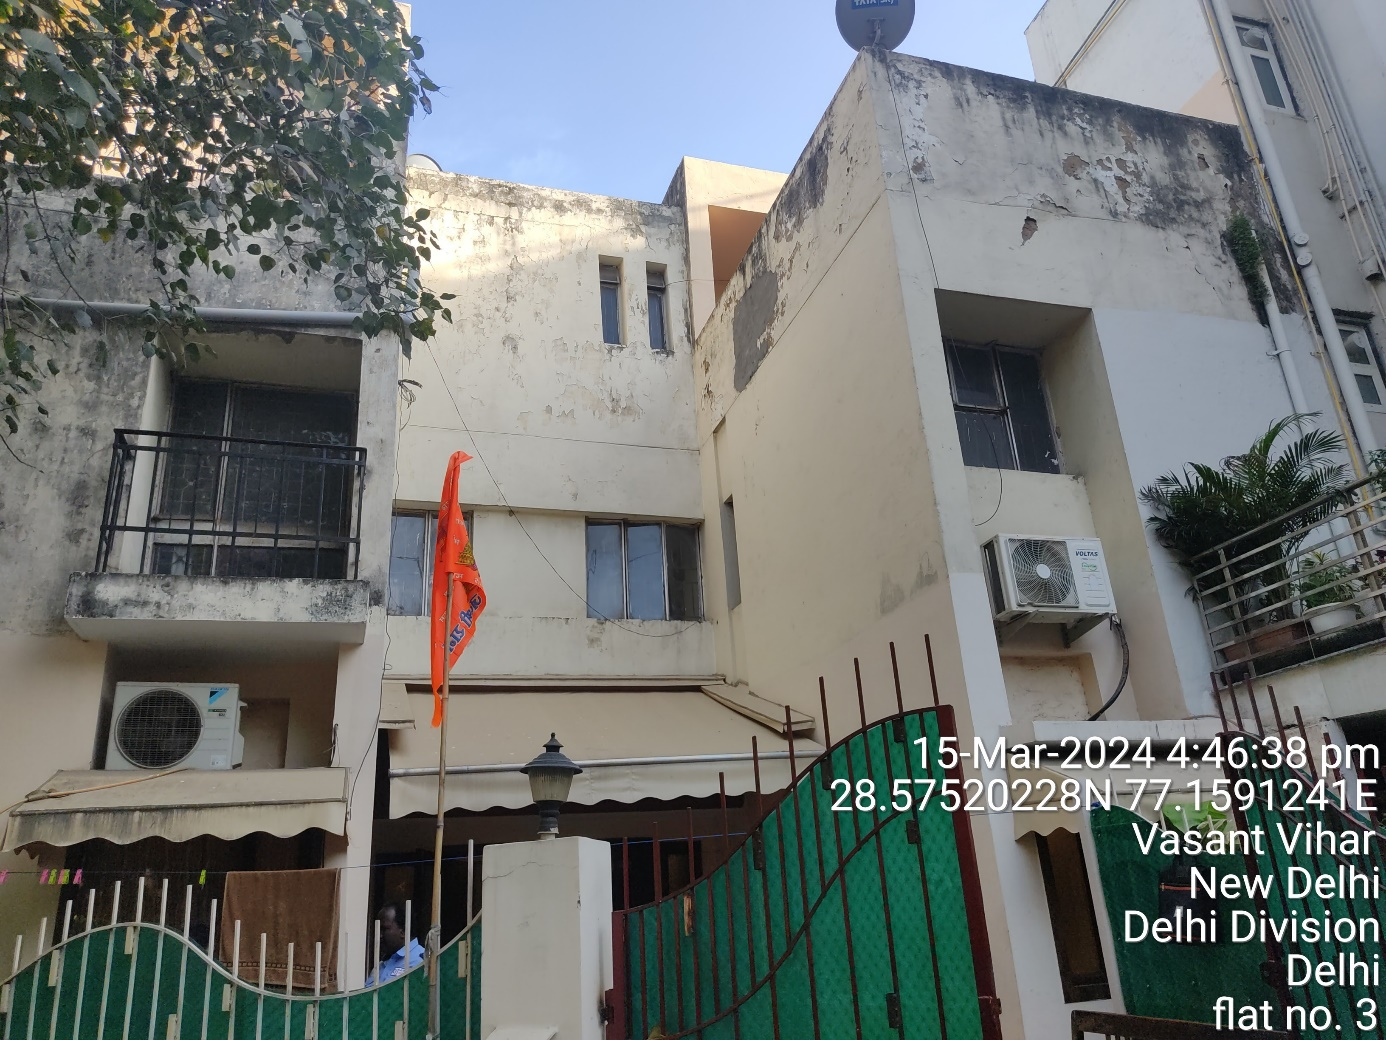 TATA Sky
VOLTAS
15-Mar-2024 4:46:38 pm
28.57520228N 77.1591241E
Vasant Vihar
New Delhi
Delhi Division
Delhi
flat no. 3